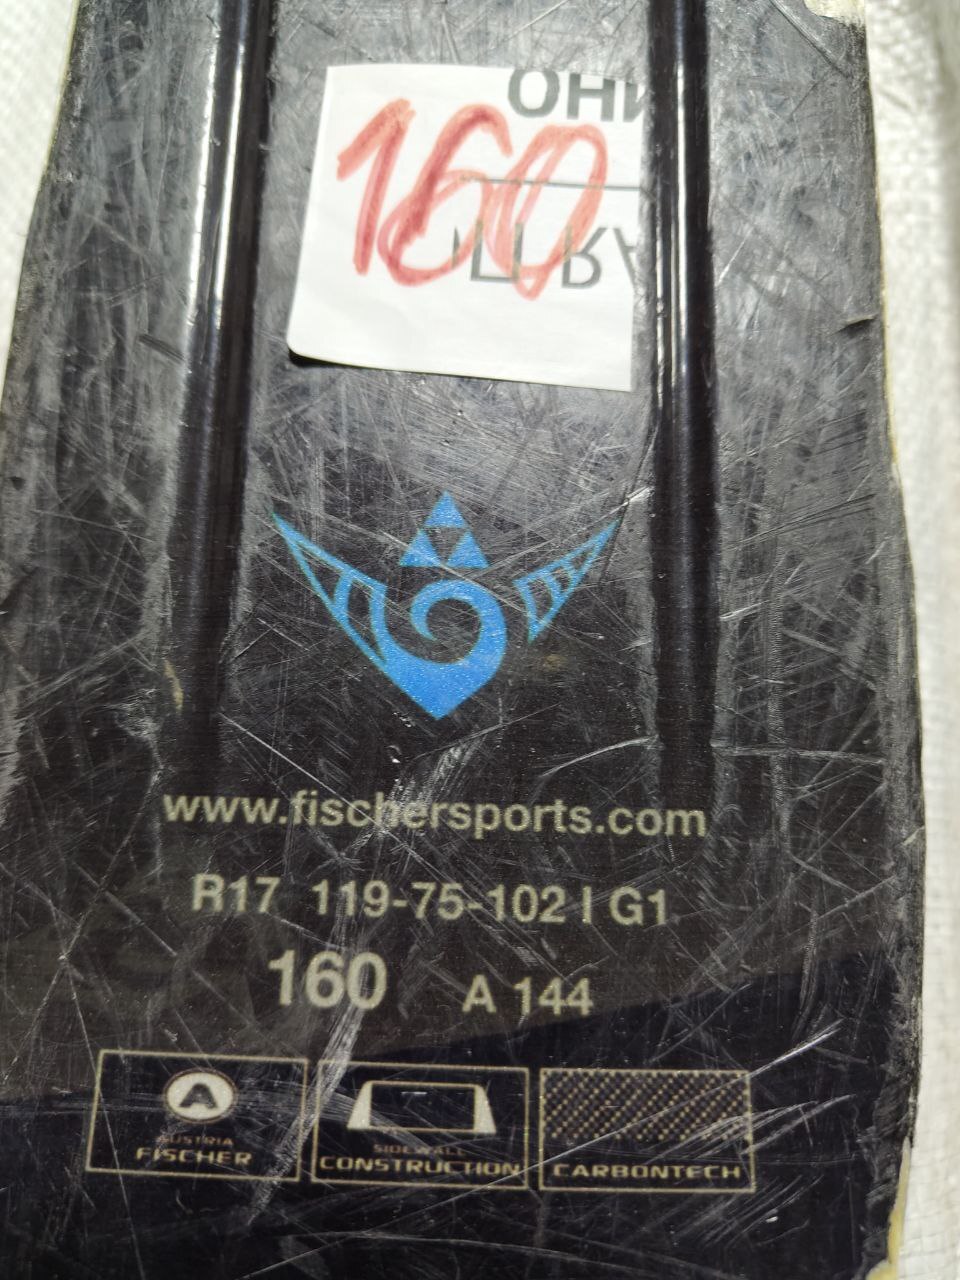 ОНИ
160
www.fischersports.com
R17 119-75-102 | G1
160 A 144
A
AUSTRIA
FISCHER
SIDEWALL
CONSTRUCTION
CARBONTECH